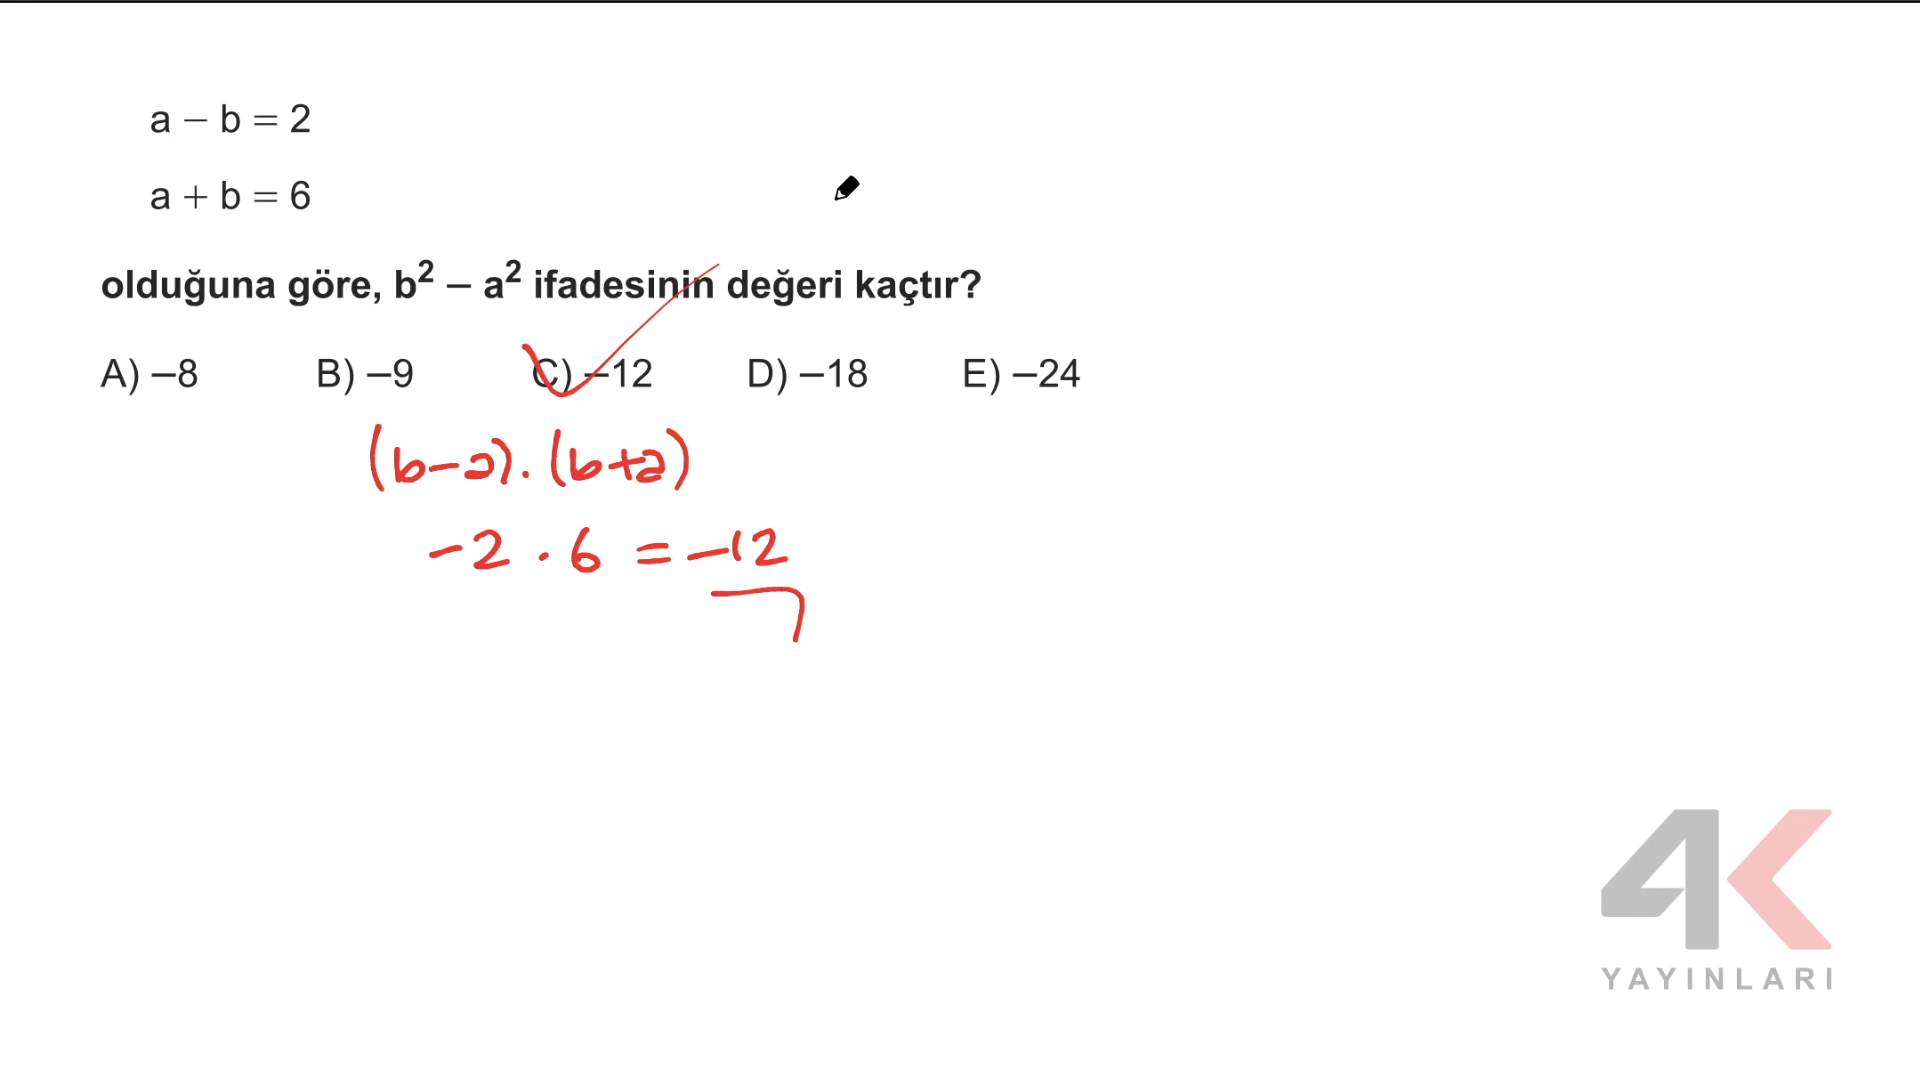 a − b = 2
a + b = 6
olduğuna göre, b² − a² ifadesinin değeri kaçtır?
A) −8 B) −9 C) −12 D) −18 E) −24
(b−a).(b+a)
−2 . 6 = −12
4K
YAYINLARI